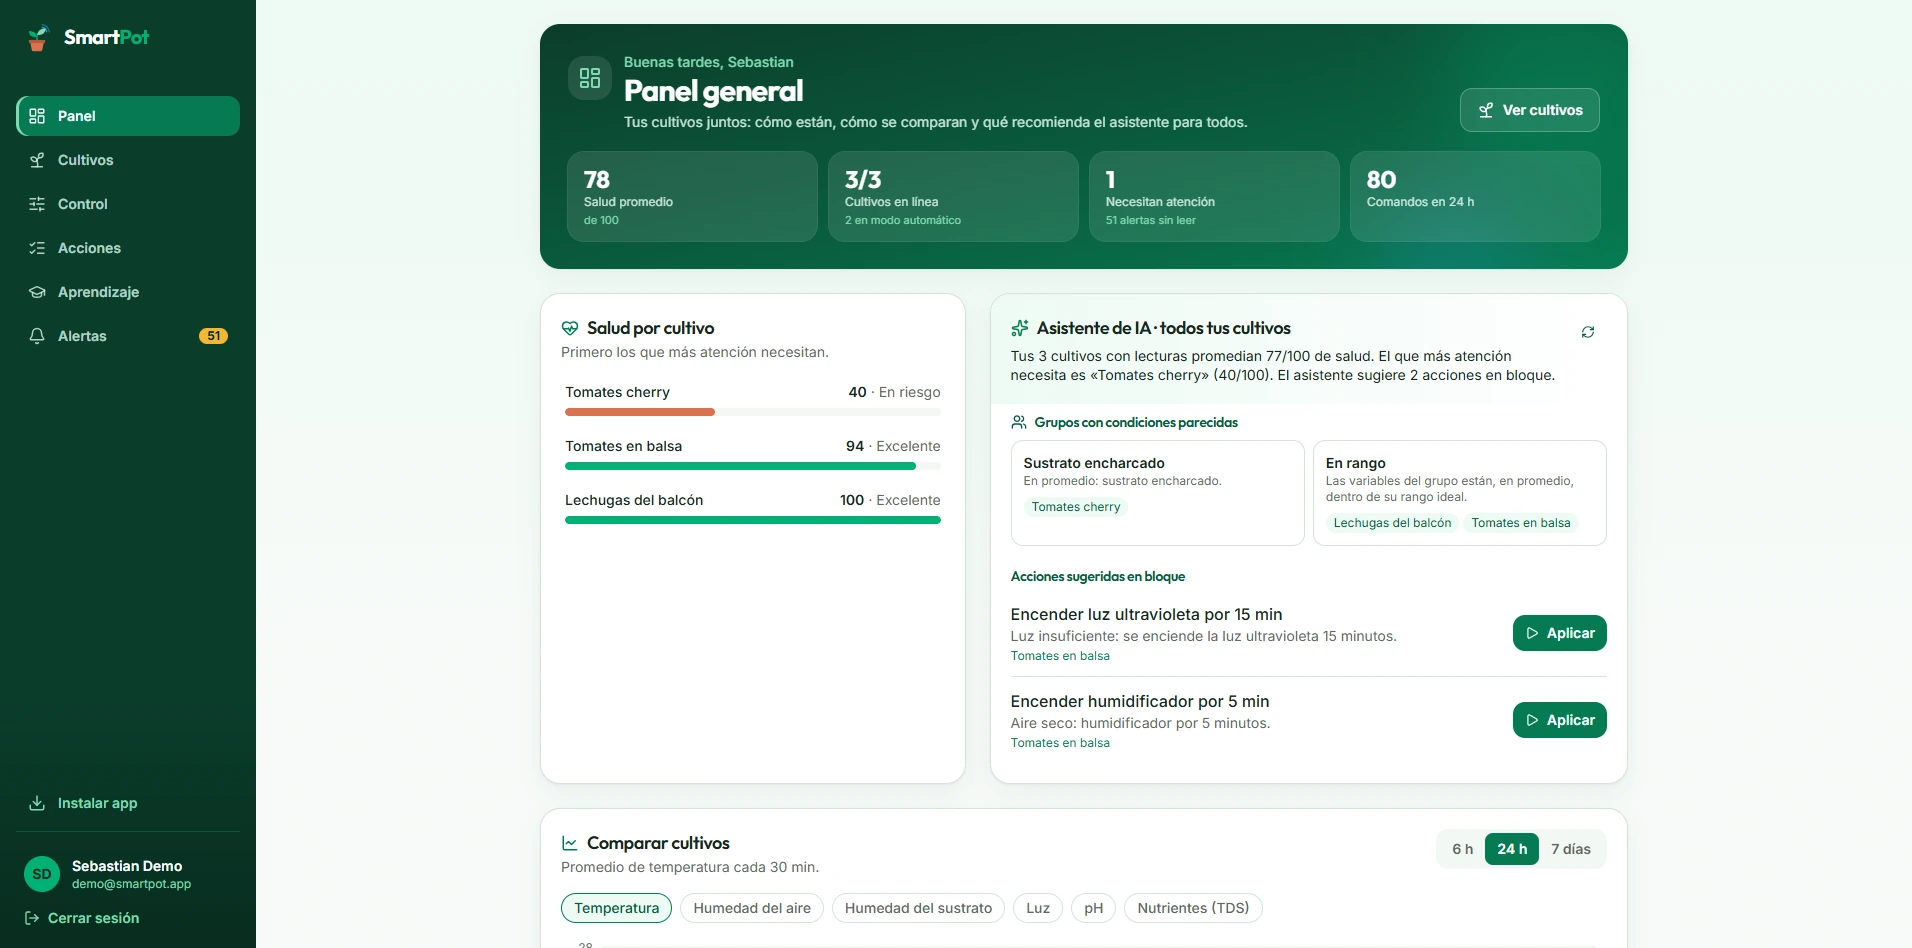 SmartPot
Panel
Cultivos
Control
Acciones
Aprendizaje
Alertas 51
Instalar app
SD
Sebastian Demo
demo@smartpot.app
Cerrar sesión
Buenas tardes, Sebastian
Panel general
Tus cultivos juntos: cómo están, cómo se comparan y qué recomienda el asistente para todos.
Ver cultivos
78
Salud promedio
de 100
3/3
Cultivos en línea
2 en modo automático
1
Necesitan atención
51 alertas sin leer
80
Comandos en 24 h
Salud por cultivo
Primero los que más atención necesitan.
Tomates cherry 40 · En riesgo
Tomates en balsa 94 · Excelente
Lechugas del balcón 100 · Excelente
Asistente de IA · todos tus cultivos
Tus 3 cultivos con lecturas promedian 77/100 de salud. El que más atención
necesita es «Tomates cherry» (40/100). El asistente sugiere 2 acciones en bloque.
Grupos con condiciones parecidas
Sustrato encharcado
En promedio: sustrato encharcado.
Tomates cherry
En rango
Las variables del grupo están, en promedio,
dentro de su rango ideal.
Lechugas del balcón Tomates en balsa
Acciones sugeridas en bloque
Encender luz ultravioleta por 15 min
Luz insuficiente: se enciende la luz ultravioleta 15 minutos.
Tomates en balsa
Aplicar
Encender humidificador por 5 min
Aire seco: humidificador por 5 minutos.
Tomates en balsa
Aplicar
Comparar cultivos
Promedio de temperatura cada 30 min.
6 h 24 h 7 días
Temperatura Humedad del aire Humedad del sustrato Luz pH Nutrientes (TDS)
28